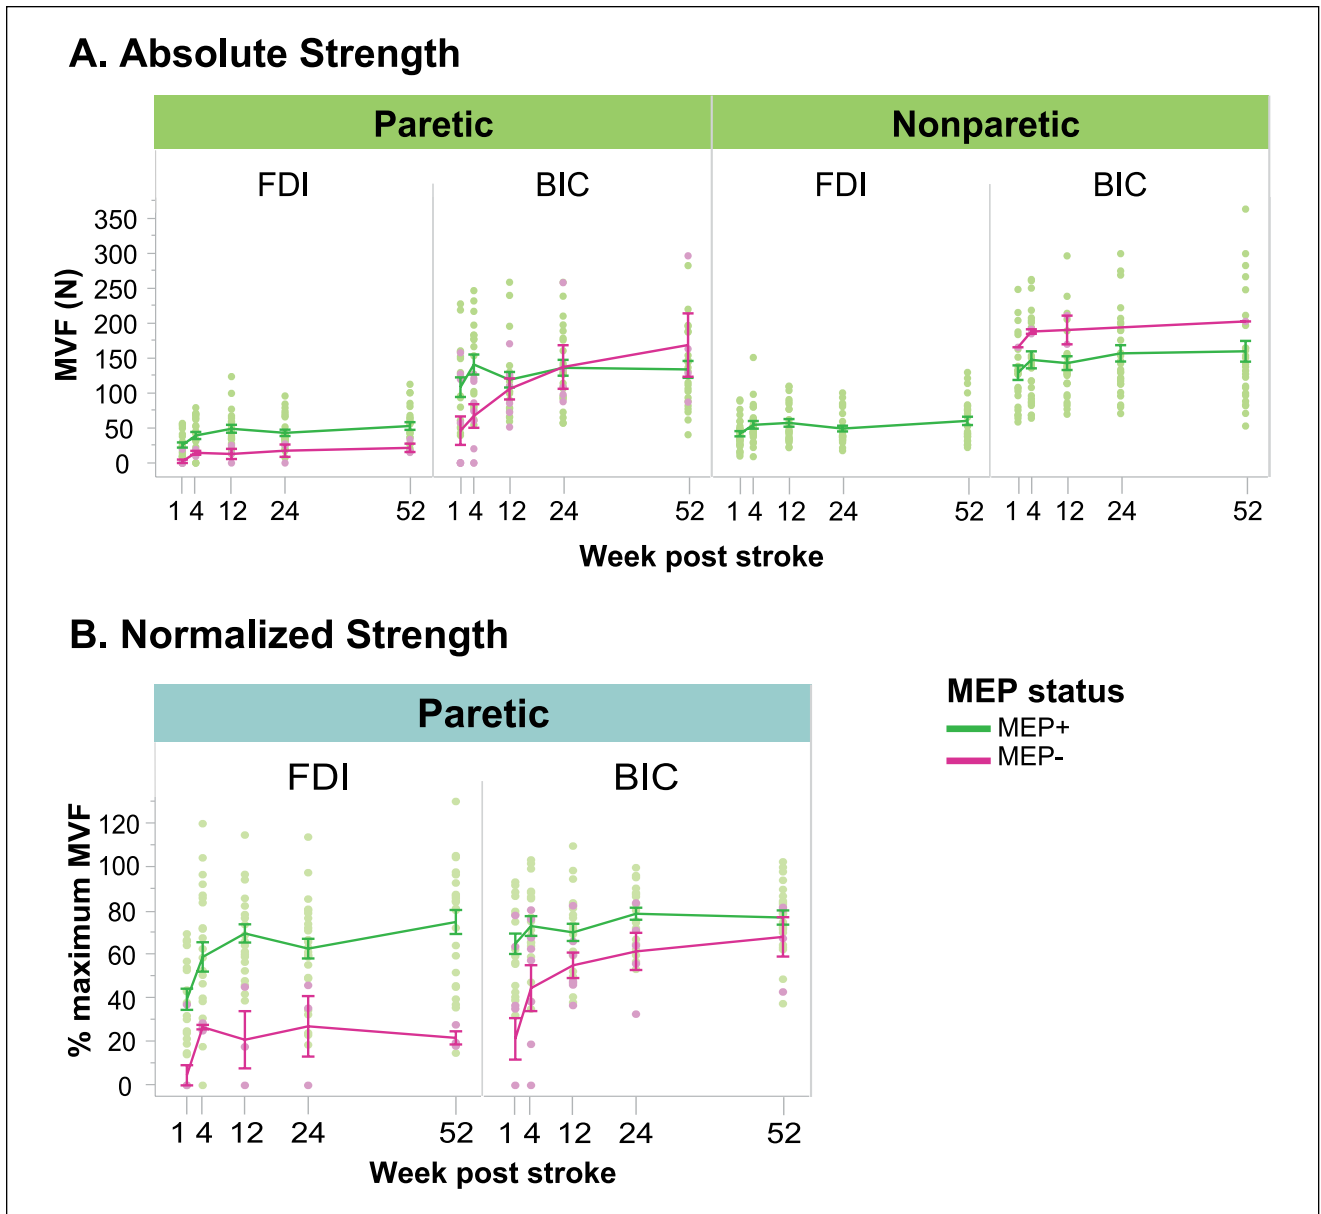 A. Absolute Strength
Paretic Nonparetic
FDI BIC FDI BIC
MVF (N)
350
300
250
200
150
100
50
0
1 4 12 24 52 1 4 12 24 52 1 4 12 24 52 1 4 12 24 52
Week post stroke
B. Normalized Strength
Paretic
FDI BIC
MEP status
MEP+
MEP-
% maximum MVF
120
100
80
60
40
20
0
1 4 12 24 52 1 4 12 24 52
Week post stroke